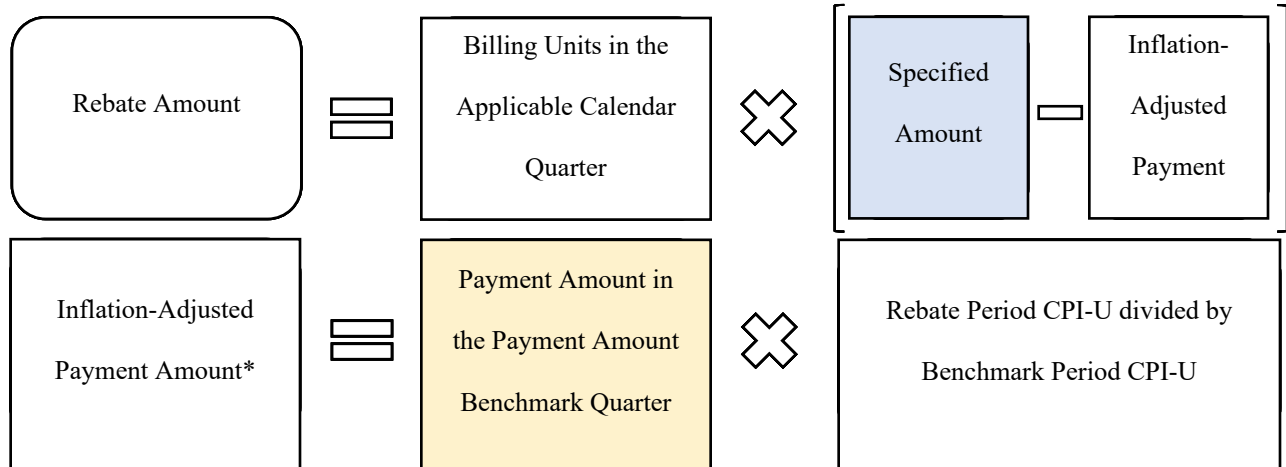 Rebate Amount
Billing Units in the
Applicable Calendar
Quarter
Specified
Amount
Inflation-
Adjusted
Payment
Inflation-Adjusted
Payment Amount*
Payment Amount in
the Payment Amount
Benchmark Quarter
Rebate Period CPI-U divided by
Benchmark Period CPI-U